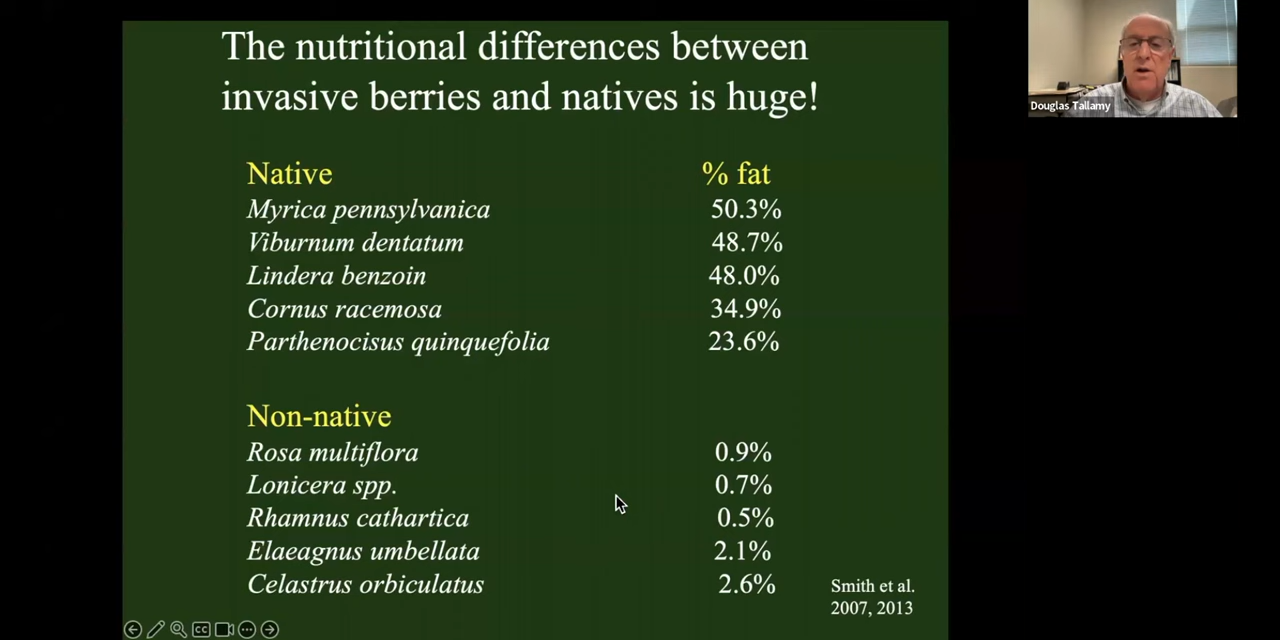 The nutritional differences between
invasive berries and natives is huge!
Native % fat
Myrica pennsylvanica 50.3%
Viburnum dentatum 48.7%
Lindera benzoin 48.0%
Cornus racemosa 34.9%
Parthenocisus quinquefolia 23.6%
Non-native
Rosa multiflora 0.9%
Lonicera spp. 0.7%
Rhamnus cathartica 0.5%
Elaeagnus umbellata 2.1%
Celastrus orbiculatus 2.6%
Smith et al.
2007, 2013
CC
Douglas Tallamy